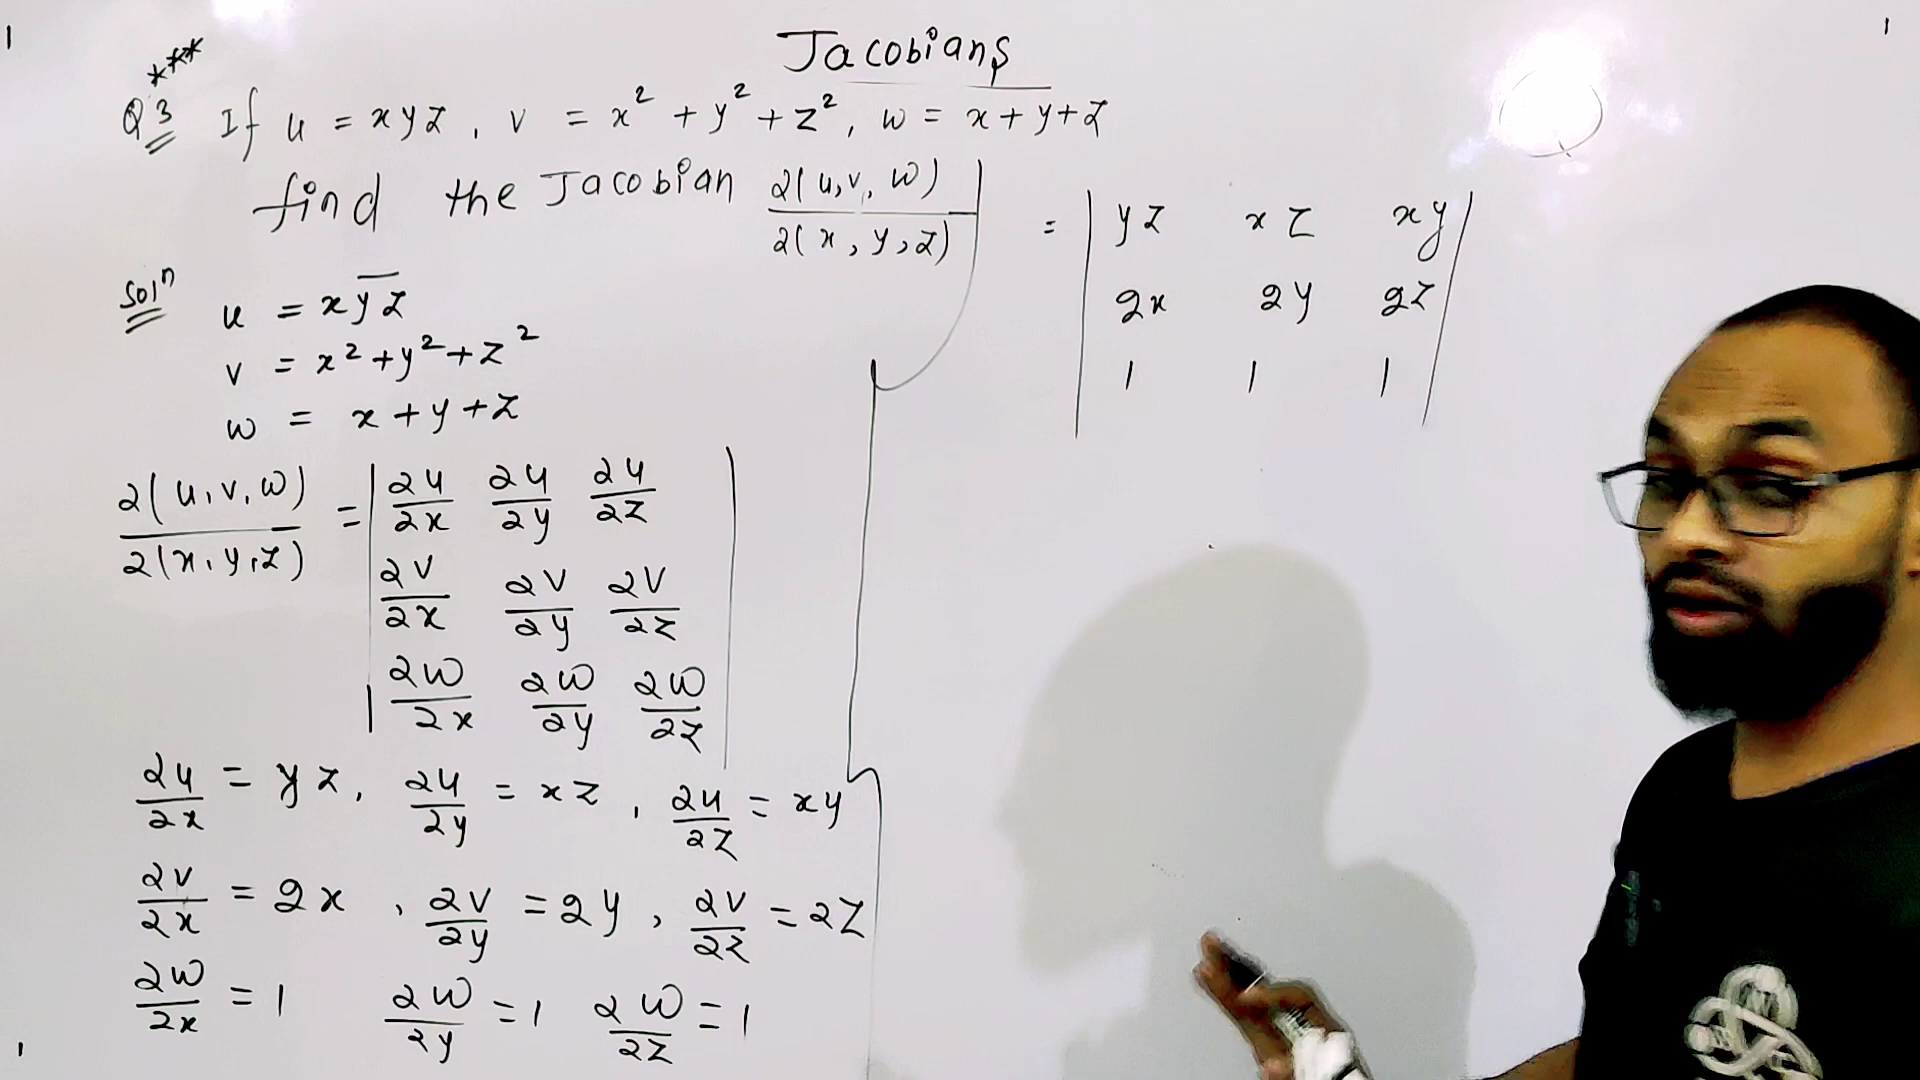 Jacobians
***
Q3 If u = xyz, v = x² + y² + z², w = x + y + z
find the Jacobian ∂(u,v,w)/∂(x,y,z)
Soln u = xyz
v = x² + y² + z²
w = x + y + z
∂(u,v,w)/∂(x,y,z) = | ∂u/∂x ∂u/∂y ∂u/∂z |
| ∂v/∂x ∂v/∂y ∂v/∂z |
| ∂w/∂x ∂w/∂y ∂w/∂z |
∂u/∂x = yz, ∂u/∂y = xz, ∂u/∂z = xy
∂v/∂x = 2x, ∂v/∂y = 2y, ∂v/∂z = 2z
∂w/∂x = 1 ∂w/∂y = 1 ∂w/∂z = 1
= | yz xz xy |
| 2x 2y 2z |
| 1 1 1 |